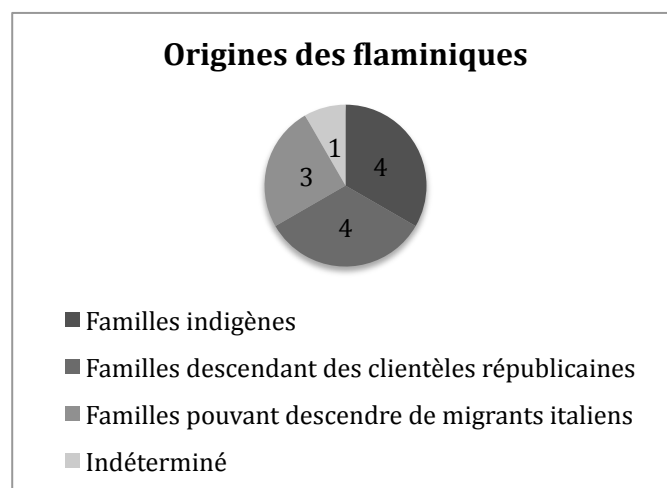 Origines des flaminiques
1
4
3
4
Familles indigènes
Familles descendant des clientèles républicaines
Familles pouvant descendre de migrants italiens
Indéterminé